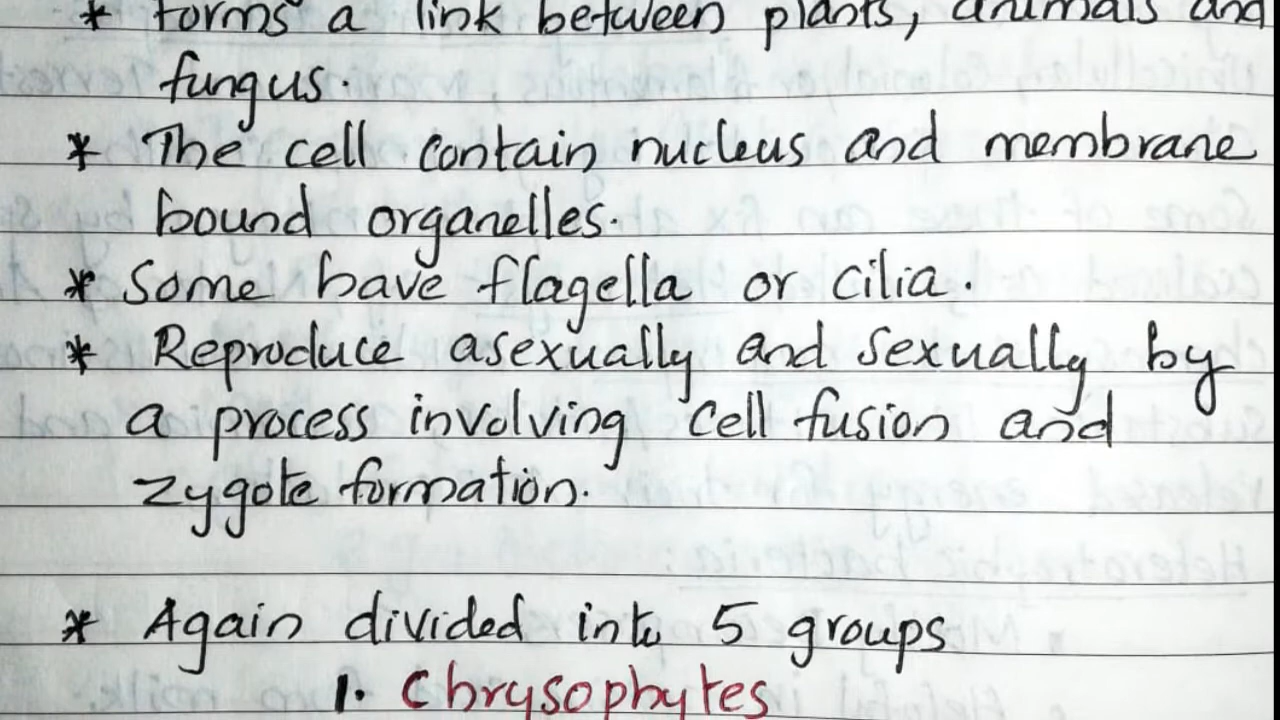 * forms a link between plants, animals and
fungus.
* The cell contain nucleus and membrane
bound organelles.
* Some have flagella or cilia.
* Reproduce asexually and sexually by
a process involving cell fusion and
zygote formation.
* Again divided into 5 groups
1. Chrysophytes